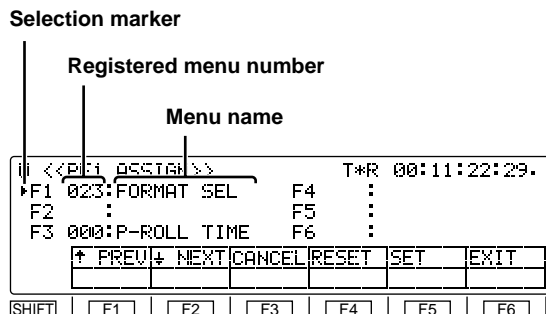 Selection marker
Registered menu number
Menu name
<<PF1 ASSIGN>> T*R 00:11:22:29.
F1 023:FORMAT SEL F4 :
F2 : F5 :
F3 000:P-ROLL TIME F6 :
↑ PREV ↓ NEXT CANCEL RESET SET EXIT
SHIFT F1 F2 F3 F4 F5 F6